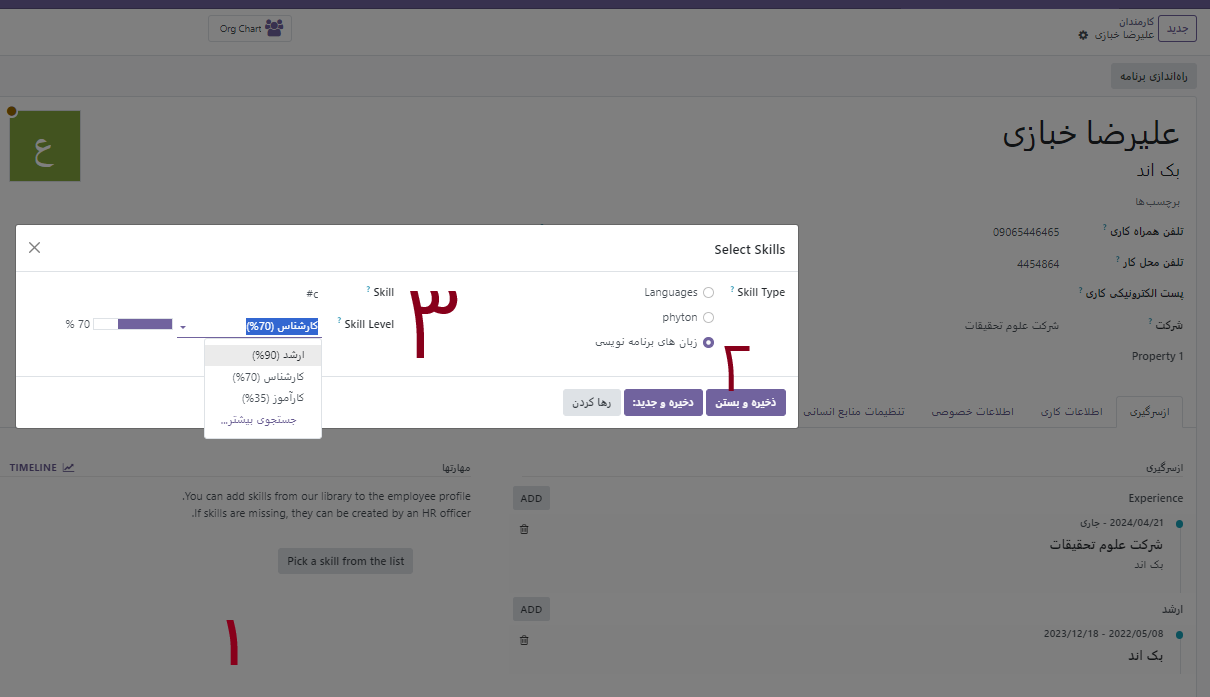 جدید
کارمندان
علیرضا خبازی
Org Chart
راه‌اندازی برنامه
علیرضا خبازی
ع
بک اند
برچسب‌ها
تلفن همراه کاری ?
09065446465
تلفن محل کار ?
4454864
پست الکترونیکی کاری ?
شرکت ?
شرکت علوم تحقیقات
Property 1
Select Skills
Skill Type ?
Languages
phyton
زبان های برنامه نویسی
Skill ?
#c
Skill Level ?
کارشناس (70%)
70 %
ارشد (90%)
کارشناس (70%)
کارآموز (35%)
جستجوی بیشتر...
۳
۲
ذخیره و بستن
دخیره و جدید:
رها کردن
ازسرگیری
اطلاعات کاری
اطلاعات خصوصی
تنظیمات منابع انسانی
ازسرگیری
Experience
ADD
2024/04/21 - جاری
شرکت علوم تحقیقات
بک اند
ارشد
ADD
2022/05/08 - 2023/12/18
بک اند
مهارتها
TIMELINE
.You can add skills from our library to the employee profile
.If skills are missing, they can be created by an HR officer
Pick a skill from the list
۱